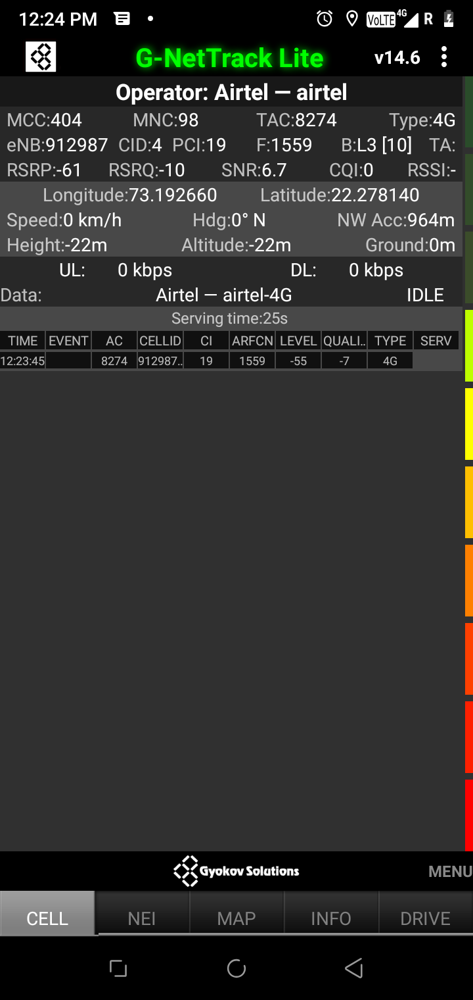 12:24 PM VoLTE 4G R
G-NetTrack Lite v14.6
Operator: Airtel — airtel
MCC:404 MNC:98 TAC:8274 Type:4G
eNB:912987 CID:4 PCI:19 F:1559 B:L3 [10] TA:
RSRP:-61 RSRQ:-10 SNR:6.7 CQI:0 RSSI:-
Longitude:73.192660 Latitude:22.278140
Speed:0 km/h Hdg:0° N NW Acc:964m
Height:-22m Altitude:-22m Ground:0m
UL: 0 kbps DL: 0 kbps
Data: Airtel — airtel-4G IDLE
Serving time:25s
TIME EVENT AC CELLID CI ARFCN LEVEL QUALI.. TYPE SERV
12:23:45 8274 912987.. 19 1559 -55 -7 4G
Gyokov Solutions MENU
CELL NEI MAP INFO DRIVE